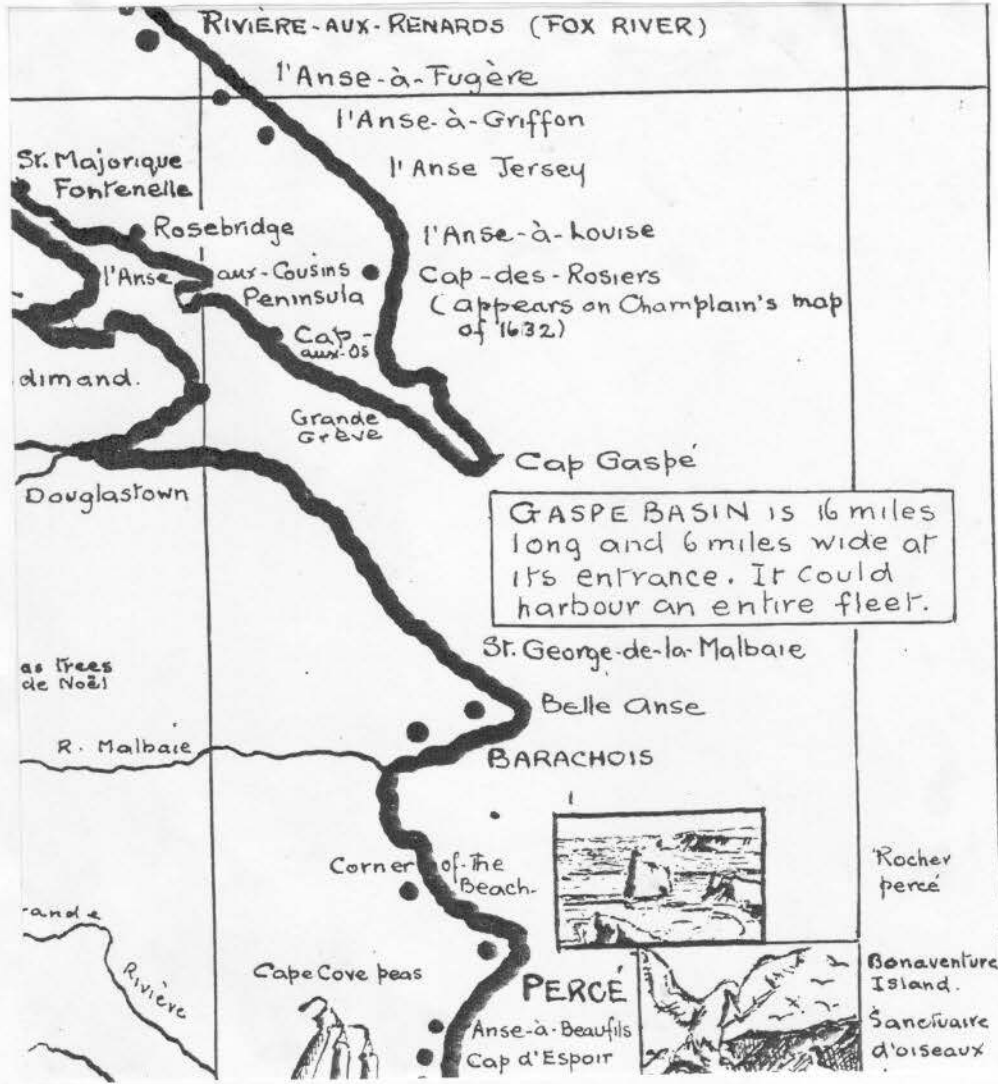 RIVIÈRE-AUX-RENARDS (FOX RIVER)
l'Anse-à-Fugère
l'Anse-à-Griffon
l'Anse Jersey
St. Majorique
Fontenelle
Rosebridge
l'Anse-à-Louise
l'Anse aux-Cousins
Peninsula
Cap-des-Rosiers
(appears on Champlain's map
of 1632)
Cap-
aux-Os
dimand.
Grande
Grève
Cap Gaspé
Douglastown
GASPE BASIN is 16 miles
long and 6 miles wide at
its entrance. It could
harbour an entire fleet.
St. George-de-la-Malbaie
as trees
de Noël
Belle Anse
R. Malbaie
BARACHOIS
Corner of-the
Beach-
Rocher
percé
rande
Rivière
Cape Cove peas
PERCÉ
Bonaventure
Island.
Anse-à-Beaufils
Sanctuaire
d'oiseaux
Cap d'Espoir